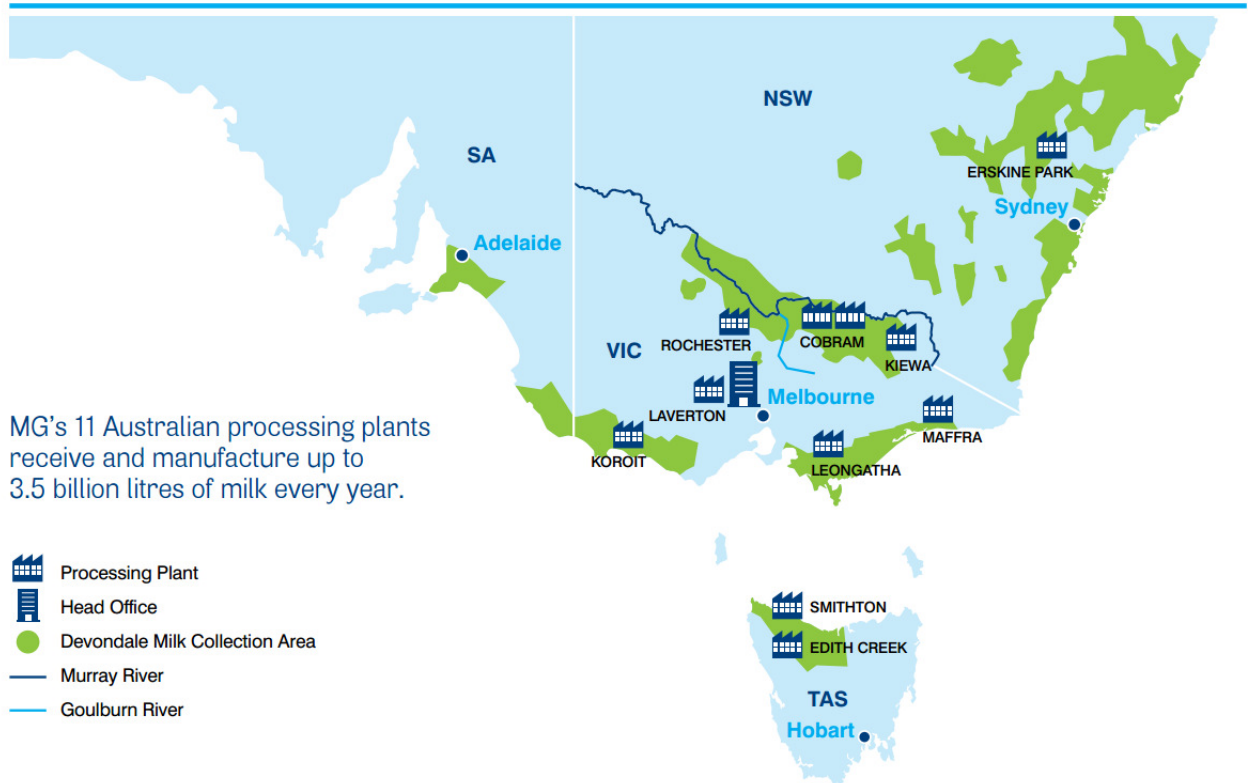 NSW
SA
ERSKINE PARK
Sydney
Adelaide
ROCHESTER
COBRAM
VIC
KIEWA
Melbourne
LAVERTON
MAFFRA
KOROIT
LEONGATHA
MG's 11 Australian processing plants
receive and manufacture up to
3.5 billion litres of milk every year.
Processing Plant
Head Office
Devondale Milk Collection Area
Murray River
Goulburn River
SMITHTON
EDITH CREEK
TAS
Hobart